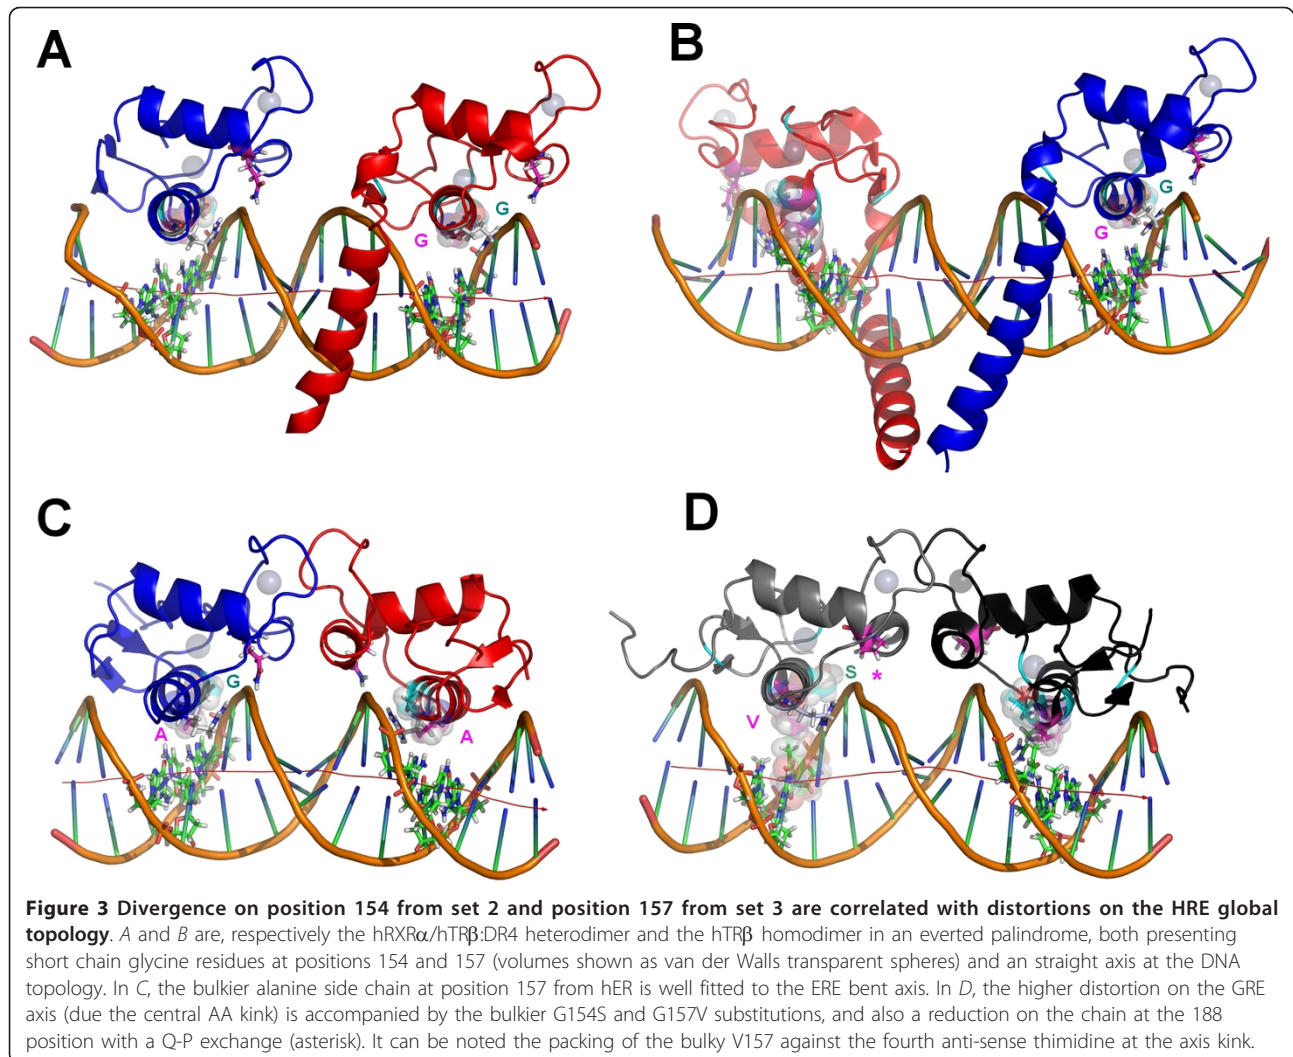 A
B
G
G
G
G
C
D
G
A
A
S
*
V
Figure 3 Divergence on position 154 from set 2 and position 157 from set 3 are correlated with distortions on the HRE global
topology. A and B are, respectively the hRXRα/hTRβ:DR4 heterodimer and the hTRβ homodimer in an everted palindrome, both presenting
short chain glycine residues at positions 154 and 157 (volumes shown as van der Walls transparent spheres) and an straight axis at the DNA
topology. In C, the bulkier alanine side chain at position 157 from hER is well fitted to the ERE bent axis. In D, the higher distortion on the GRE
axis (due the central AA kink) is accompanied by the bulkier G154S and G157V substitutions, and also a reduction on the chain at the 188
position with a Q-P exchange (asterisk). It can be noted the packing of the bulky V157 against the fourth anti-sense thimidine at the axis kink.